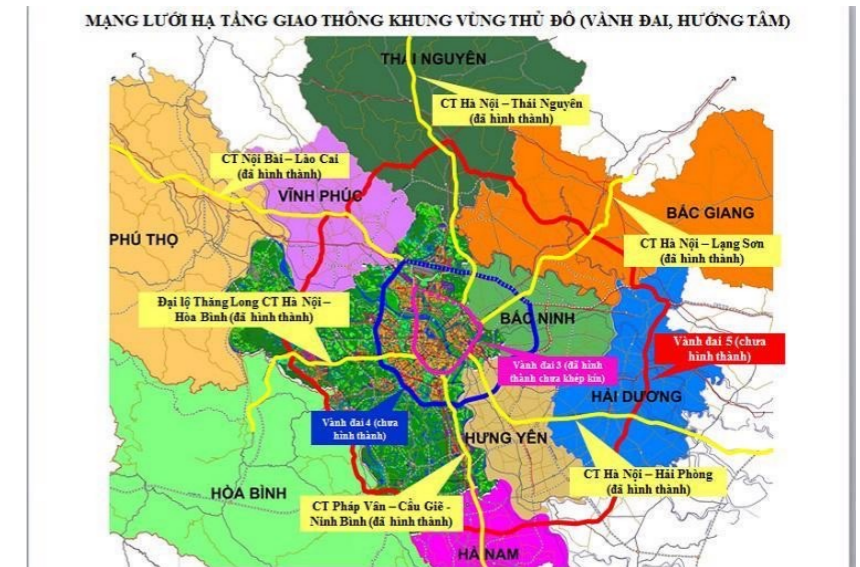 MẠNG LƯỚI HẠ TẦNG GIAO THÔNG KHUNG VÙNG THỦ ĐÔ (VÀNH ĐAI, HƯỚNG TÂM)
THÁI NGUYÊN
CT Hà Nội – Thái Nguyên
(đã hình thành)
CT Nội Bài – Lào Cai
(đã hình thành)
VĨNH PHÚC
BẮC GIANG
PHÚ THỌ
CT Hà Nội – Lạng Sơn
(đã hình thành)
Đại lộ Thăng Long CT Hà Nội –
Hòa Bình (đã hình thành)
BẮC NINH
Vành đai 5 (chưa
hình thành)
Vành đai 3 (đã hình
thành chưa khép kín)
HẢI DƯƠNG
Vành đai 4 (chưa
hình thành)
HƯNG YÊN
CT Hà Nội – Hải Phòng
(đã hình thành)
HÒA BÌNH
CT Pháp Vân – Cầu Giẽ -
Ninh Bình (đã hình thành)
HÀ NAM